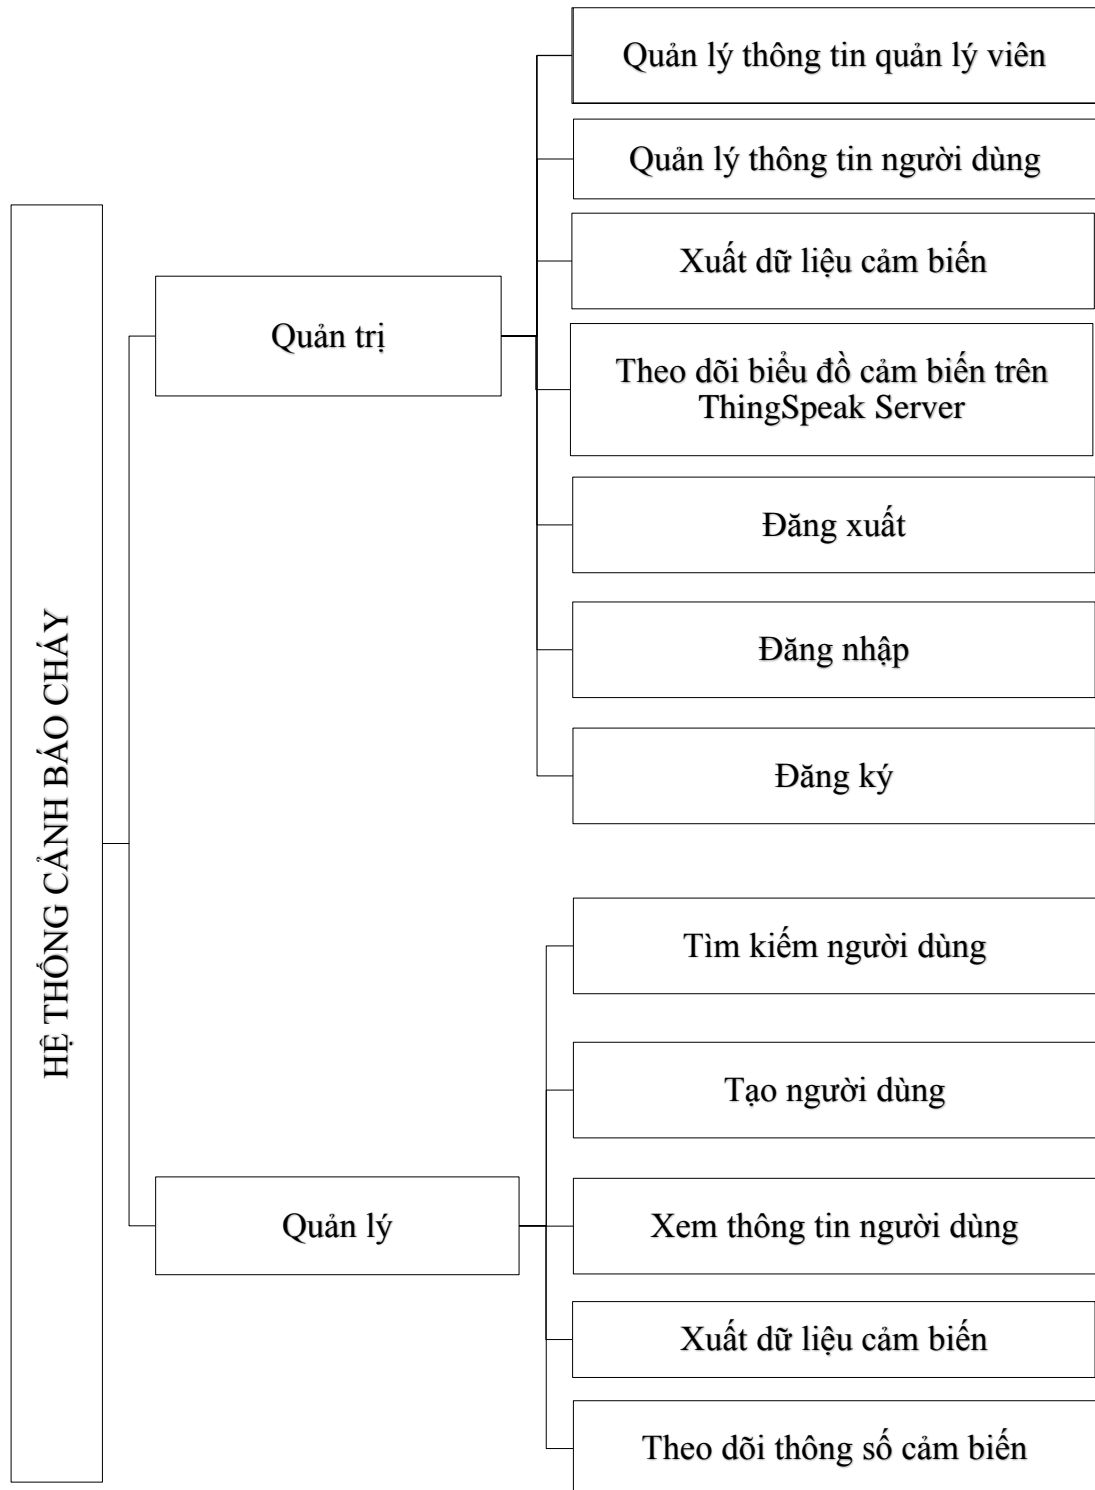 HỆ THỐNG CẢNH BÁO CHÁY
Quản trị
Quản lý thông tin quản lý viên
Quản lý thông tin người dùng
Xuất dữ liệu cảm biến
Theo dõi biểu đồ cảm biến trên
ThingSpeak Server
Đăng xuất
Đăng nhập
Đăng ký
Quản lý
Tìm kiếm người dùng
Tạo người dùng
Xem thông tin người dùng
Xuất dữ liệu cảm biến
Theo dõi thông số cảm biến